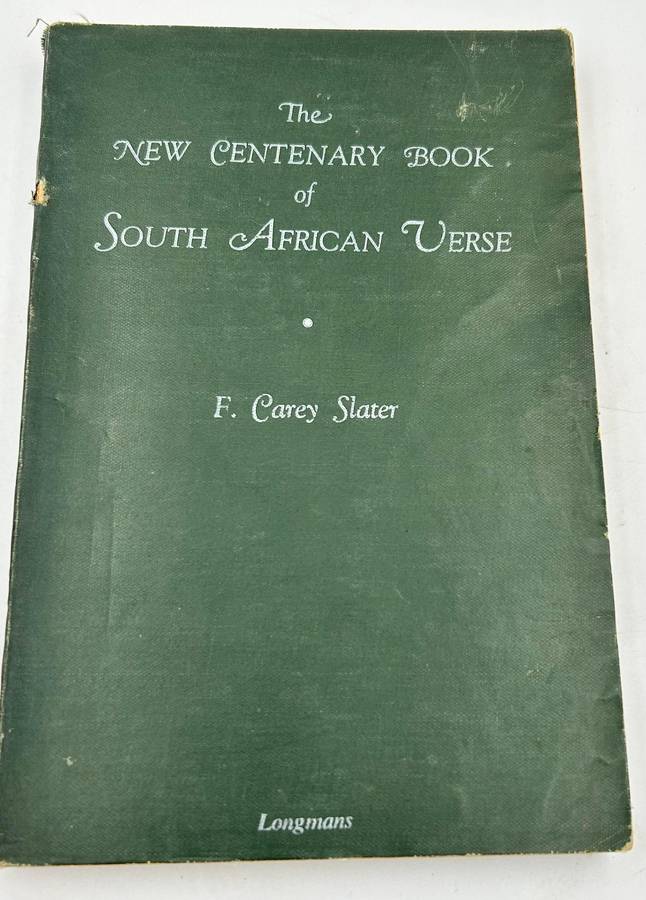 The
New Centenary Book
of
South African Verse
F. Carey Slater
Longmans